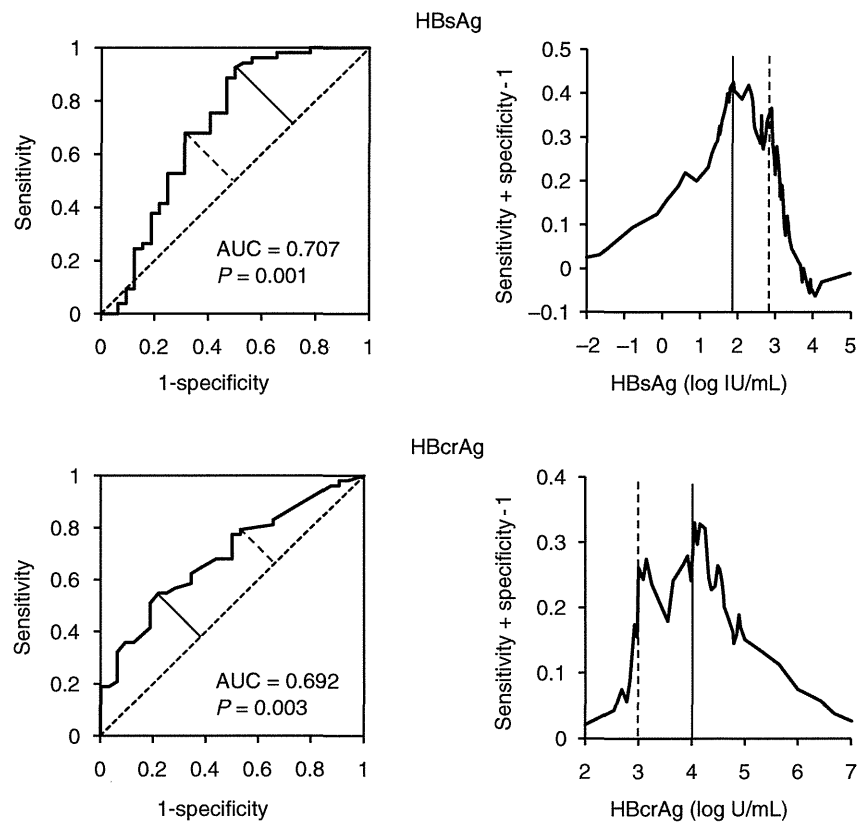 HBsAg
1
0.8
0.6
0.4
0.2
0
Sensitivity
AUC = 0.707
P = 0.001
0 0.2 0.4 0.6 0.8 1
1-specificity
0.5
0.4
0.3
0.2
0.1
0
–0.1
Sensitivity + specificity - 1
–2 –1 0 1 2 3 4 5
HBsAg (log IU/mL)
HBcrAg
1
0.8
0.6
0.4
0.2
0
Sensitivity
AUC = 0.692
P = 0.003
0 0.2 0.4 0.6 0.8 1
1-specificity
0.4
0.3
0.2
0.1
0
Sensitivity + specificity - 1
2 3 4 5 6 7
HBcrAg (log U/mL)